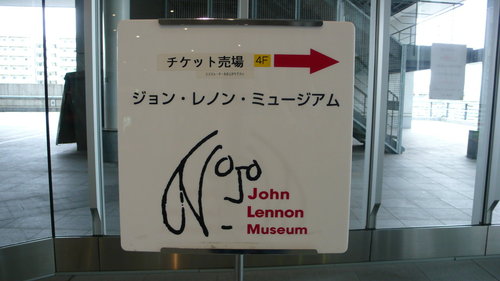 チケット売場 4F
ジョン・レノン・ミュージアム
John
Lennon
Museum